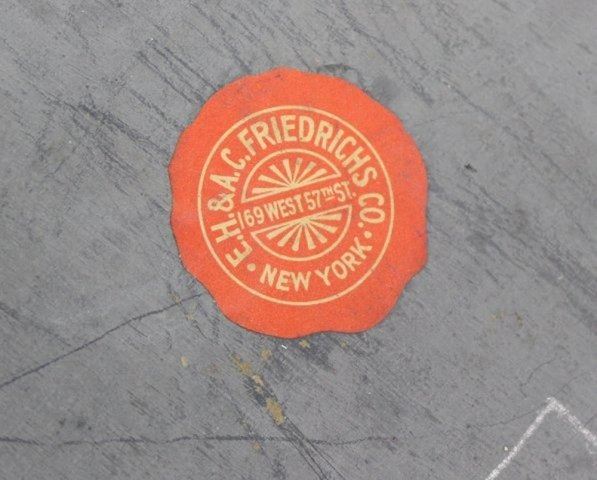 • E.H. & A.C. FRIEDRICHS CO. •
169 WEST 57TH ST.
NEW YORK